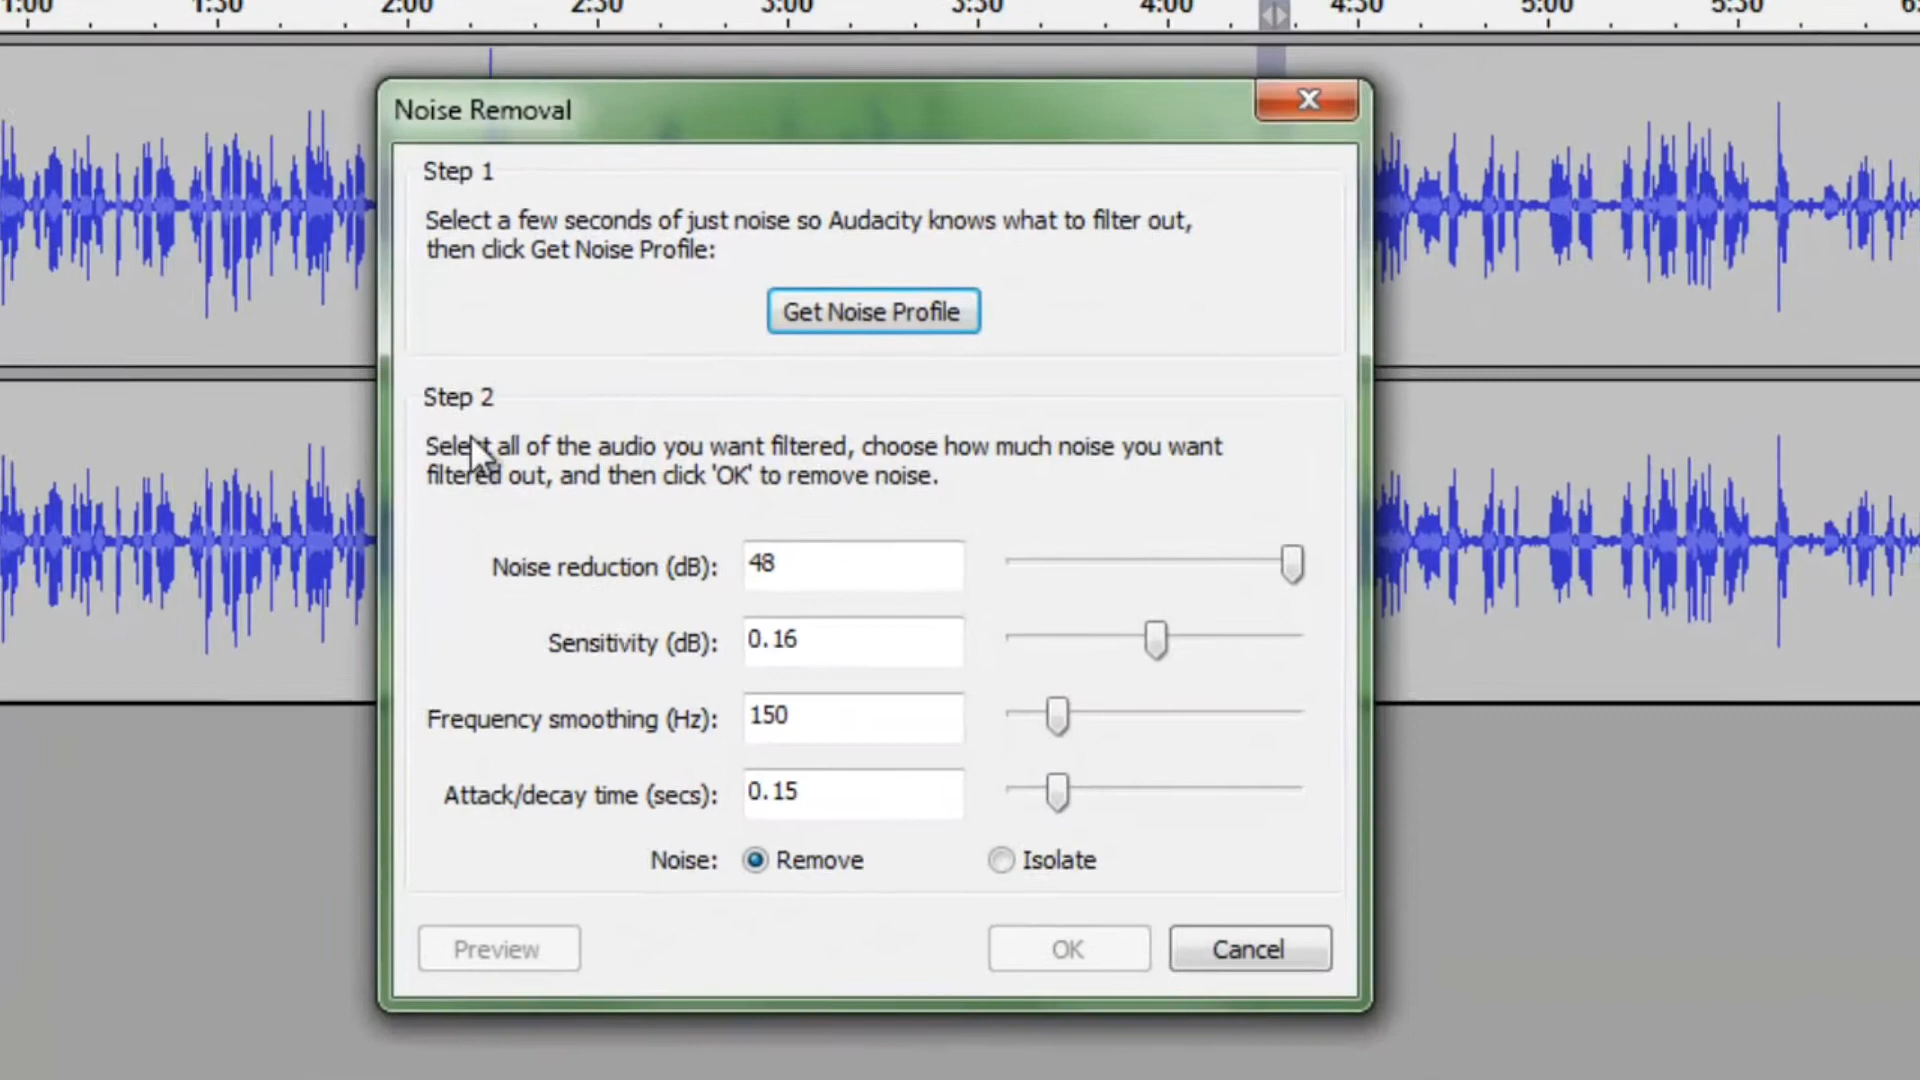 1:00 1:30 2:00 2:30 3:00 3:30 4:00 4:30 5:00 5:30
Noise Removal
Step 1
Select a few seconds of just noise so Audacity knows what to filter out,
then click Get Noise Profile:
Get Noise Profile
Step 2
Select all of the audio you want filtered, choose how much noise you want
filtered out, and then click 'OK' to remove noise.
Noise reduction (dB): 48
Sensitivity (dB): 0.16
Frequency smoothing (Hz): 150
Attack/decay time (secs): 0.15
Noise: Remove Isolate
Preview OK Cancel